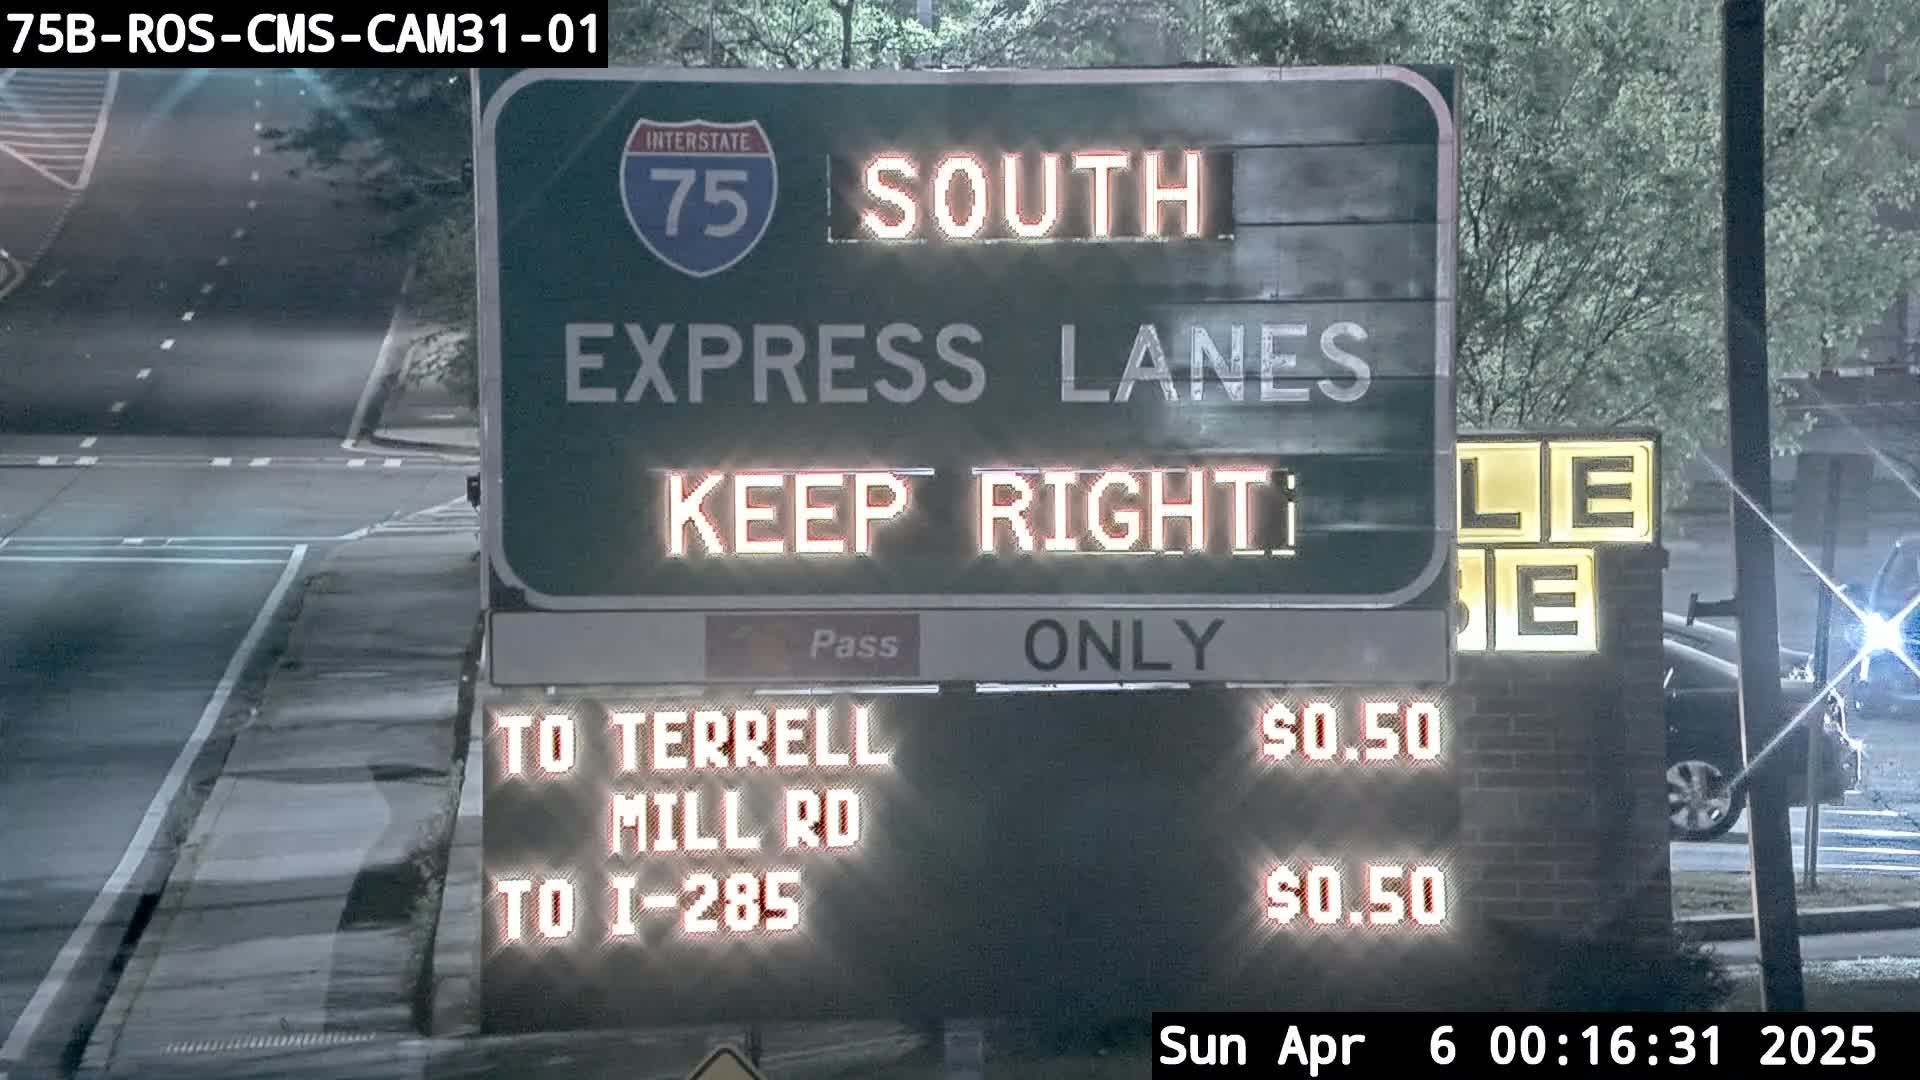 75B-ROS-CMS-CAM31-01
INTERSTATE
75
SOUTH
EXPRESS LANES
KEEP RIGHT
Pass ONLY
TO TERRELL $0.50
MILL RD
TO I-285 $0.50
LE
E
Sun Apr 6 00:16:31 2025